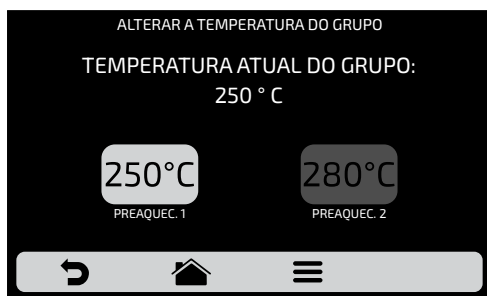 ALTERAR A TEMPERATURA DO GRUPO
TEMPERATURA ATUAL DO GRUPO:
250 ° C
250°C 280°C
PREAQUEC. 1 PREAQUEC. 2